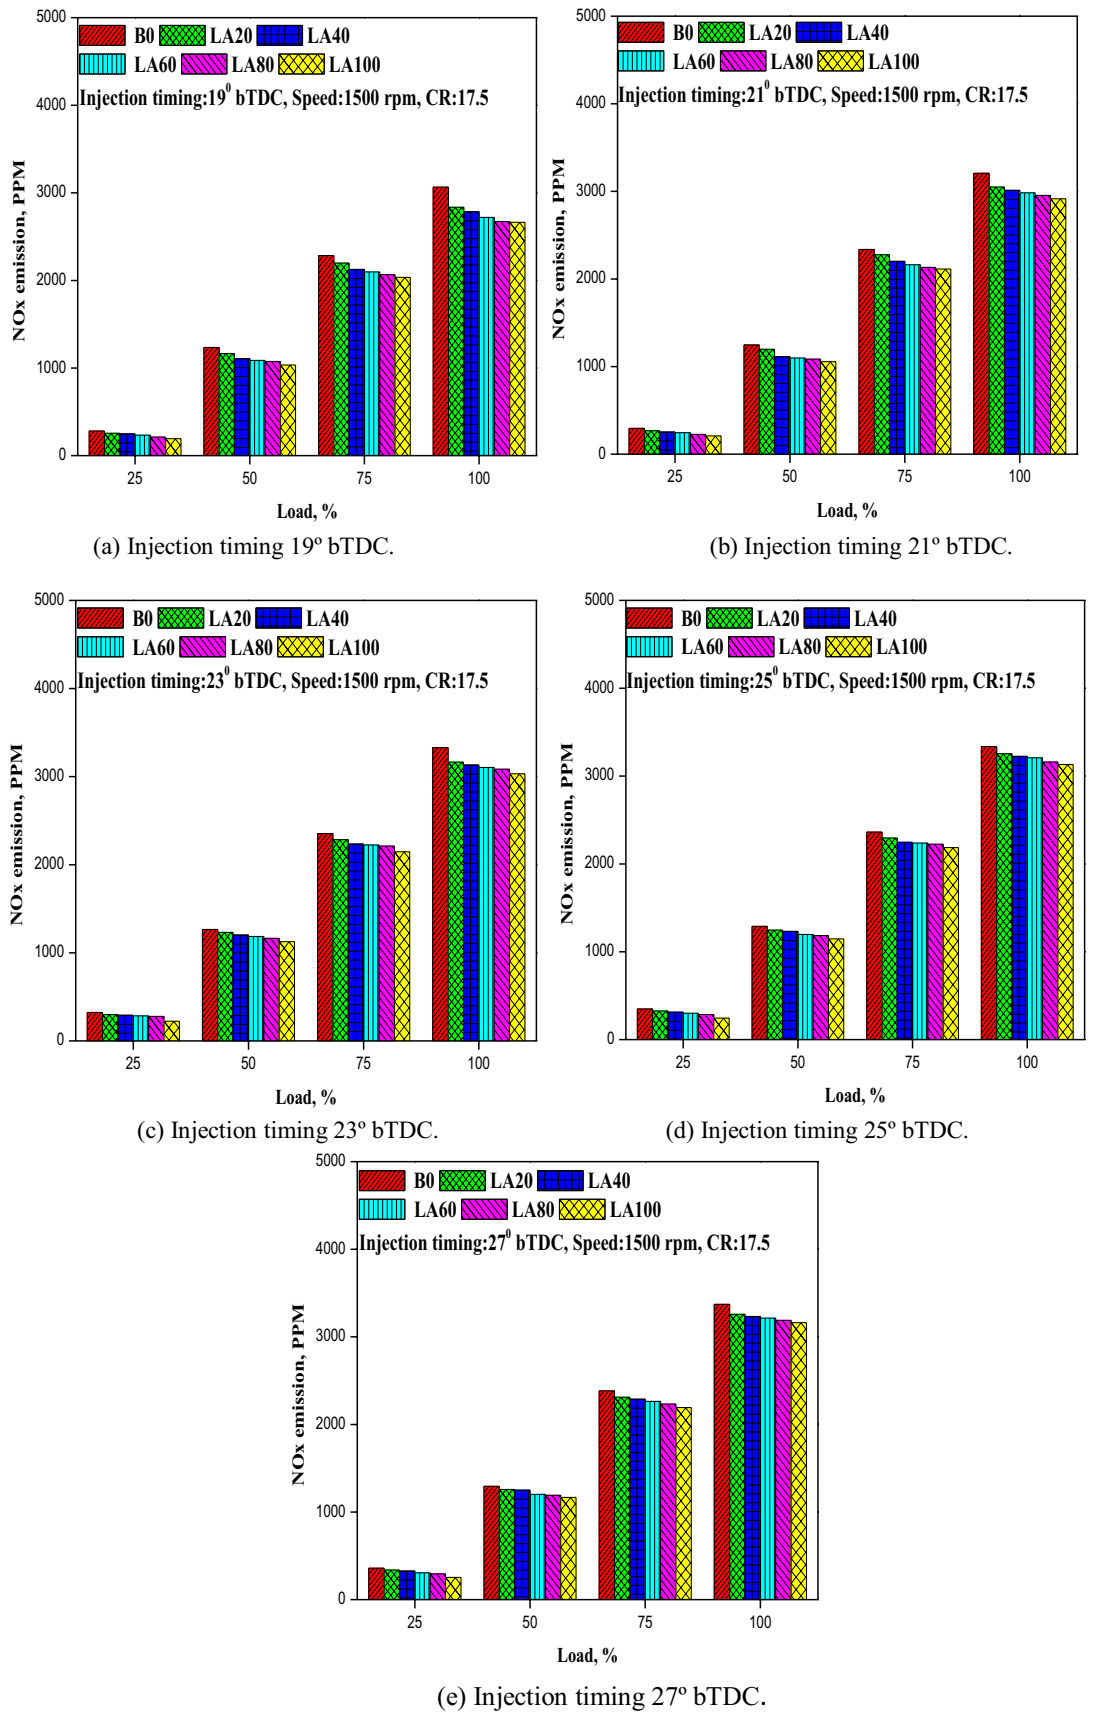 5000
4000
3000
2000
1000
0
NOx emission, PPM
B0 LA20 LA40
LA60 LA80 LA100
Injection timing:19⁰ bTDC, Speed:1500 rpm, CR:17.5
25 50 75 100
Load, %
(a) Injection timing 19º bTDC.
5000
4000
3000
2000
1000
0
NOx emission, PPM
B0 LA20 LA40
LA60 LA80 LA100
Injection timing:21⁰ bTDC, Speed:1500 rpm, CR:17.5
25 50 75 100
Load, %
(b) Injection timing 21º bTDC.
5000
4000
3000
2000
1000
0
NOx emission, PPM
B0 LA20 LA40
LA60 LA80 LA100
Injection timing:23⁰ bTDC, Speed:1500 rpm, CR:17.5
25 50 75 100
Load, %
(c) Injection timing 23º bTDC.
5000
4000
3000
2000
1000
0
NOx emission, PPM
B0 LA20 LA40
LA60 LA80 LA100
Injection timing:25⁰ bTDC, Speed:1500 rpm, CR:17.5
25 50 75 100
Load, %
(d) Injection timing 25º bTDC.
5000
4000
3000
2000
1000
0
NOx emission, PPM
B0 LA20 LA40
LA60 LA80 LA100
Injection timing:27⁰ bTDC, Speed:1500 rpm, CR:17.5
25 50 75 100
Load, %
(e) Injection timing 27º bTDC.